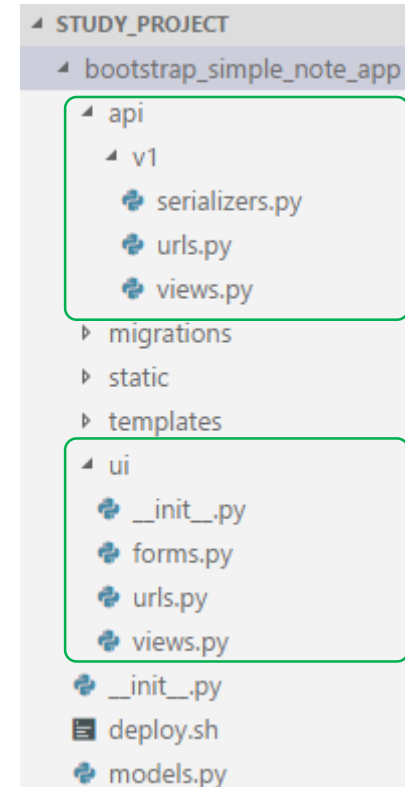 STUDY_PROJECT
bootstrap_simple_note_app
api
v1
serializers.py
urls.py
views.py
migrations
static
templates
ui
__init__.py
forms.py
urls.py
views.py
__init__.py
deploy.sh
models.py